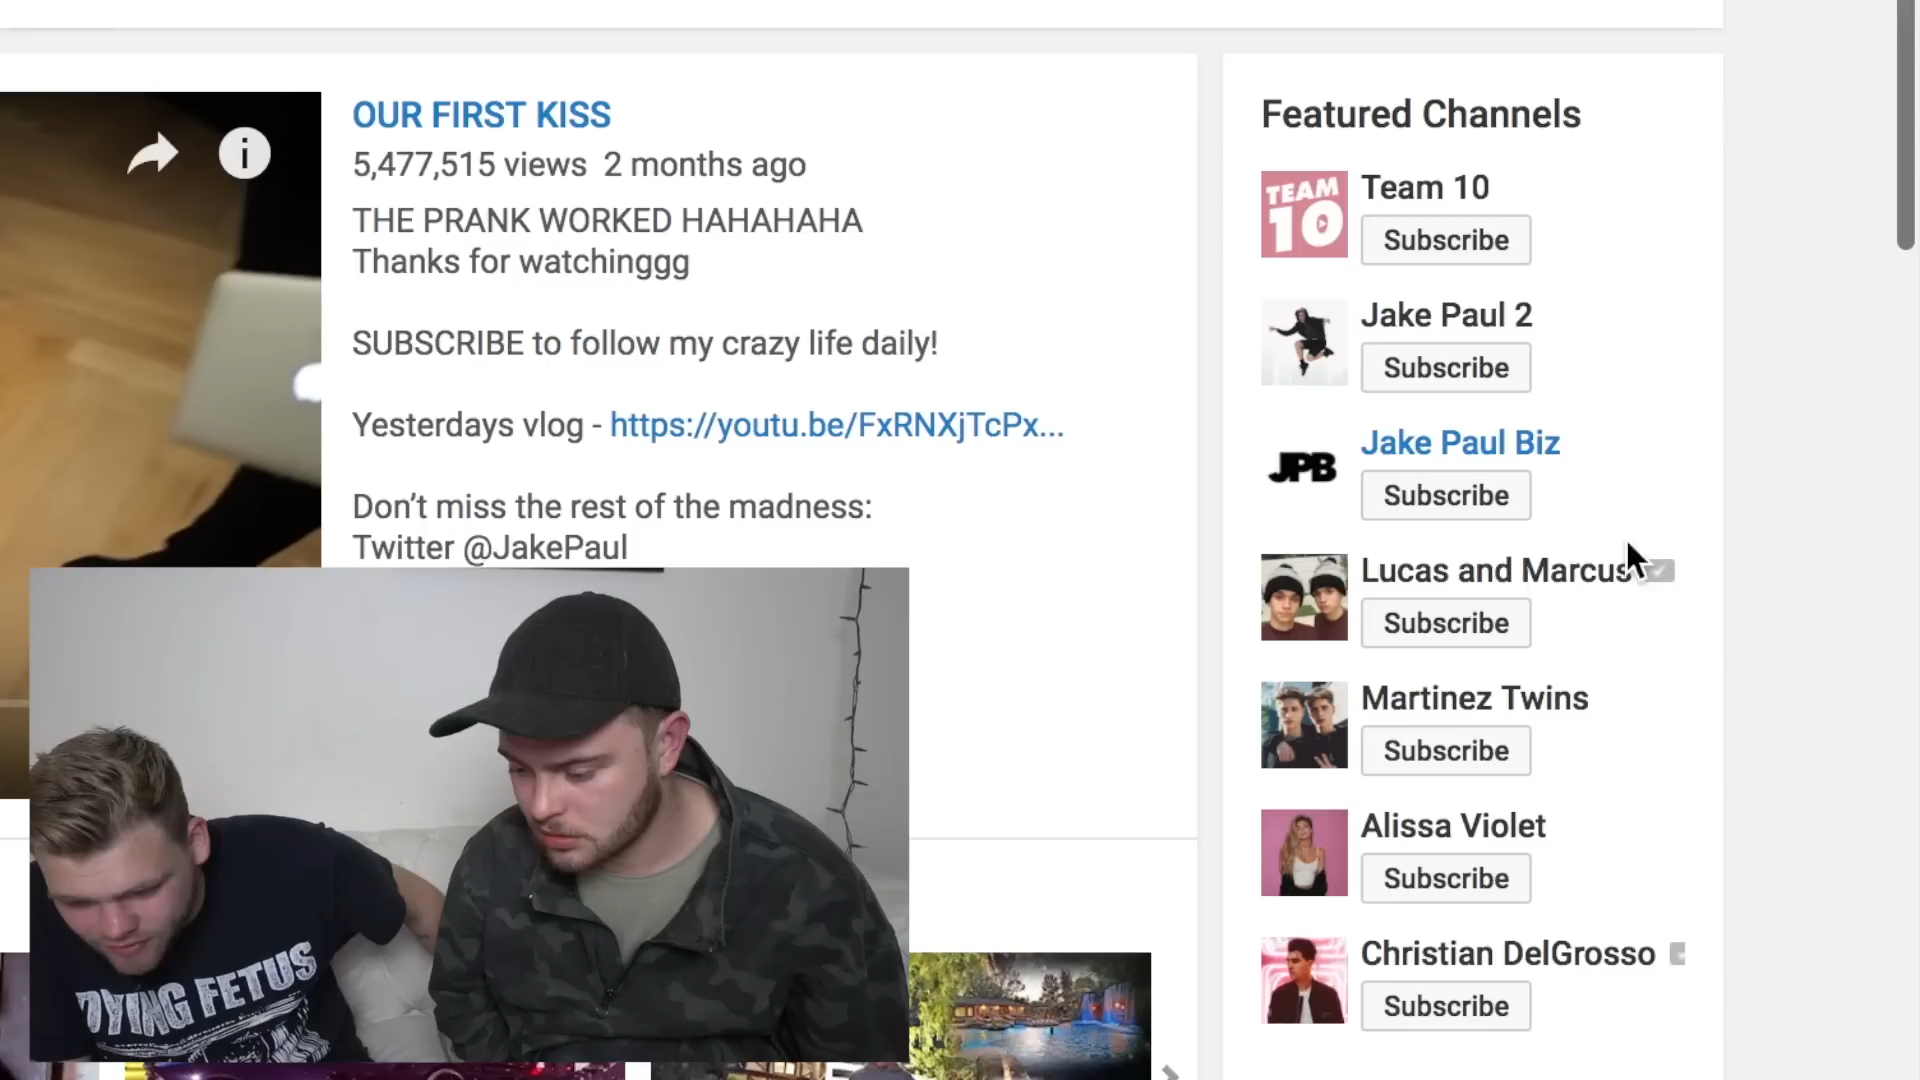 OUR FIRST KISS
5,477,515 views 2 months ago
THE PRANK WORKED HAHAHAHA
Thanks for watchinggg
SUBSCRIBE to follow my crazy life daily!
Yesterdays vlog - https://youtu.be/FxRNXjTcPx...
Don’t miss the rest of the madness:
Twitter @JakePaul
Featured Channels
TEAM
10
Team 10
Subscribe
Jake Paul 2
Subscribe
JPB
Jake Paul Biz
Subscribe
Lucas and Marcus
Subscribe
Martinez Twins
Subscribe
Alissa Violet
Subscribe
Christian DelGrosso
Subscribe
DYING FETUS